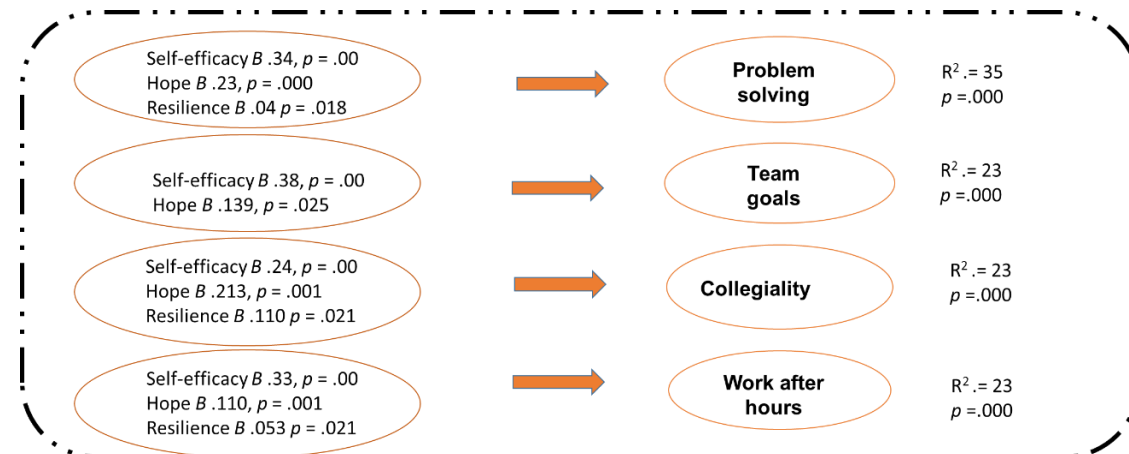 Self-efficacy B .34, p = .00
Hope B .23, p = .000
Resilience B .04 p = .018
Problem
solving
R² .= 35
p =.000
Self-efficacy B .38, p = .00
Hope B .139, p = .025
Team
goals
R² .= 23
p =.000
Self-efficacy B .24, p = .00
Hope B .213, p = .001
Resilience B .110 p = .021
Collegiality
R² .= 23
p =.000
Self-efficacy B .33, p = .00
Hope B .110, p = .001
Resilience B .053 p = .021
Work after
hours
R² .= 23
p =.000